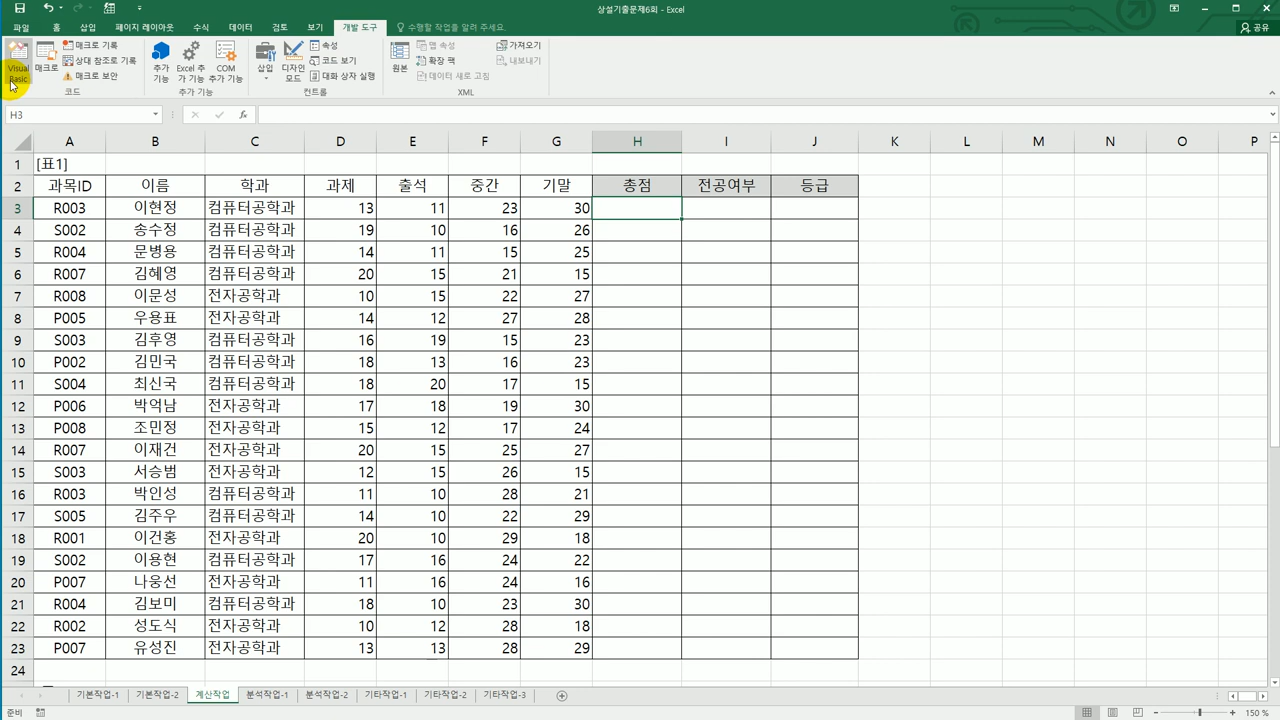 상설기출문제6회 - Excel
파일 홈 삽입 페이지 레이아웃 수식 데이터 검토 보기 개발 도구 수행할 작업을 알려 주세요. 공유
Visual Basic 매크로 매크로 기록 상대 참조로 기록 매크로 보안 코드
추가 기능 Excel 추가 기능 COM 추가 기능 추가 기능
삽입 디자인 모드 속성 코드 보기 대화 상자 실행 컨트롤
원본 맵 속성 확장 팩 데이터 새로 고침 가져오기 내보내기 XML
H3 fx
A B C D E F G H I J K L M N O P
1 [표1]
2 과목ID 이름 학과 과제 출석 중간 기말 총점 전공여부 등급
3 R003 이현정 컴퓨터공학과 13 11 23 30
4 S002 송수정 컴퓨터공학과 19 10 16 26
5 R004 문병용 컴퓨터공학과 14 11 15 25
6 R007 김혜영 컴퓨터공학과 20 15 21 15
7 R008 이문성 전자공학과 10 15 22 27
8 P005 우용표 전자공학과 14 12 27 28
9 S003 김후영 컴퓨터공학과 16 19 15 23
10 P002 김민국 컴퓨터공학과 18 13 16 23
11 S004 최신국 컴퓨터공학과 18 20 17 15
12 P006 박억남 전자공학과 17 18 19 30
13 P008 조민정 전자공학과 15 12 17 24
14 R007 이재건 전자공학과 20 15 25 27
15 S003 서승범 전자공학과 12 15 26 15
16 R003 박인성 컴퓨터공학과 11 10 28 21
17 S005 김주우 컴퓨터공학과 14 10 22 29
18 R001 이건홍 전자공학과 20 10 29 18
19 S002 이용현 컴퓨터공학과 17 16 24 22
20 P007 나웅선 전자공학과 11 16 24 16
21 R004 김보미 컴퓨터공학과 18 10 23 30
22 R002 성도식 전자공학과 10 12 28 18
23 P007 유성진 전자공학과 13 13 28 29
24
기본작업-1 기본작업-2 계산작업 분석작업-1 분석작업-2 기타작업-1 기타작업-2 기타작업-3
준비 150 %